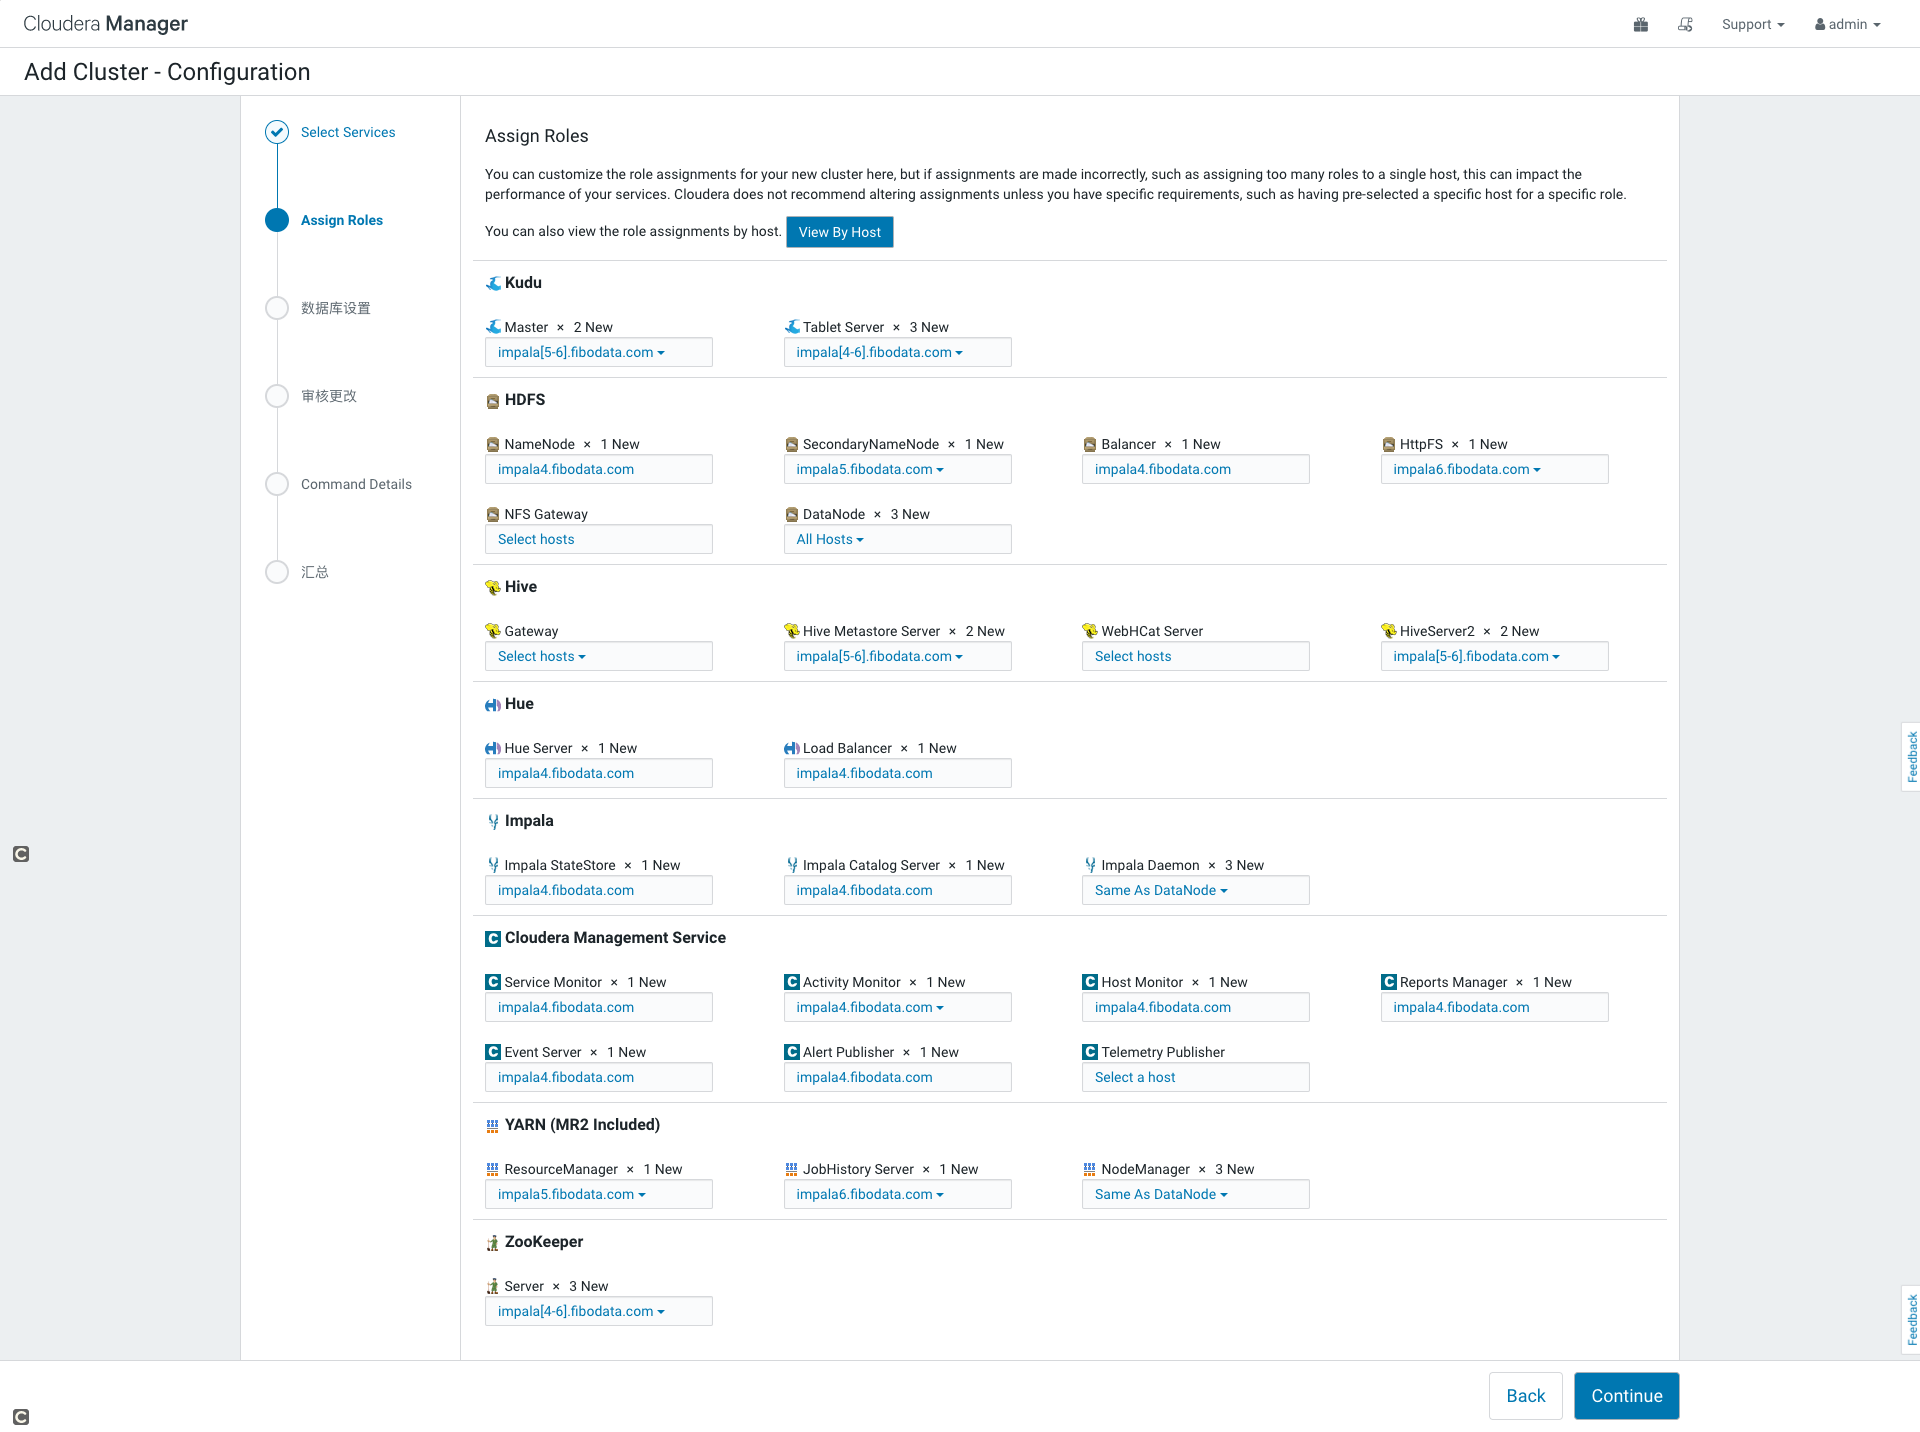 Cloudera Manager
Support
admin
Add Cluster - Configuration
Select Services
Assign Roles
数据库设置
审核更改
Command Details
汇总
Assign Roles
You can customize the role assignments for your new cluster here, but if assignments are made incorrectly, such as assigning too many roles to a single host, this can impact the
performance of your services. Cloudera does not recommend altering assignments unless you have specific requirements, such as having pre-selected a specific host for a specific role.
You can also view the role assignments by host. View By Host
Kudu
Master × 2 New
Tablet Server × 3 New
impala[5-6].fibodata.com
impala[4-6].fibodata.com
HDFS
NameNode × 1 New
SecondaryNameNode × 1 New
Balancer × 1 New
HttpFS × 1 New
impala4.fibodata.com
impala5.fibodata.com
impala4.fibodata.com
impala6.fibodata.com
NFS Gateway
DataNode × 3 New
Select hosts
All Hosts
Hive
Gateway
Hive Metastore Server × 2 New
WebHCat Server
HiveServer2 × 2 New
Select hosts
impala[5-6].fibodata.com
Select hosts
impala[5-6].fibodata.com
Hue
Hue Server × 1 New
Load Balancer × 1 New
impala4.fibodata.com
impala4.fibodata.com
Impala
Impala StateStore × 1 New
Impala Catalog Server × 1 New
Impala Daemon × 3 New
impala4.fibodata.com
impala4.fibodata.com
Same As DataNode
Cloudera Management Service
Service Monitor × 1 New
Activity Monitor × 1 New
Host Monitor × 1 New
Reports Manager × 1 New
impala4.fibodata.com
impala4.fibodata.com
impala4.fibodata.com
impala4.fibodata.com
Event Server × 1 New
Alert Publisher × 1 New
Telemetry Publisher
impala4.fibodata.com
impala4.fibodata.com
Select a host
YARN (MR2 Included)
ResourceManager × 1 New
JobHistory Server × 1 New
NodeManager × 3 New
impala5.fibodata.com
impala6.fibodata.com
Same As DataNode
ZooKeeper
Server × 3 New
impala[4-6].fibodata.com
Feedback
Feedback
Back
Continue